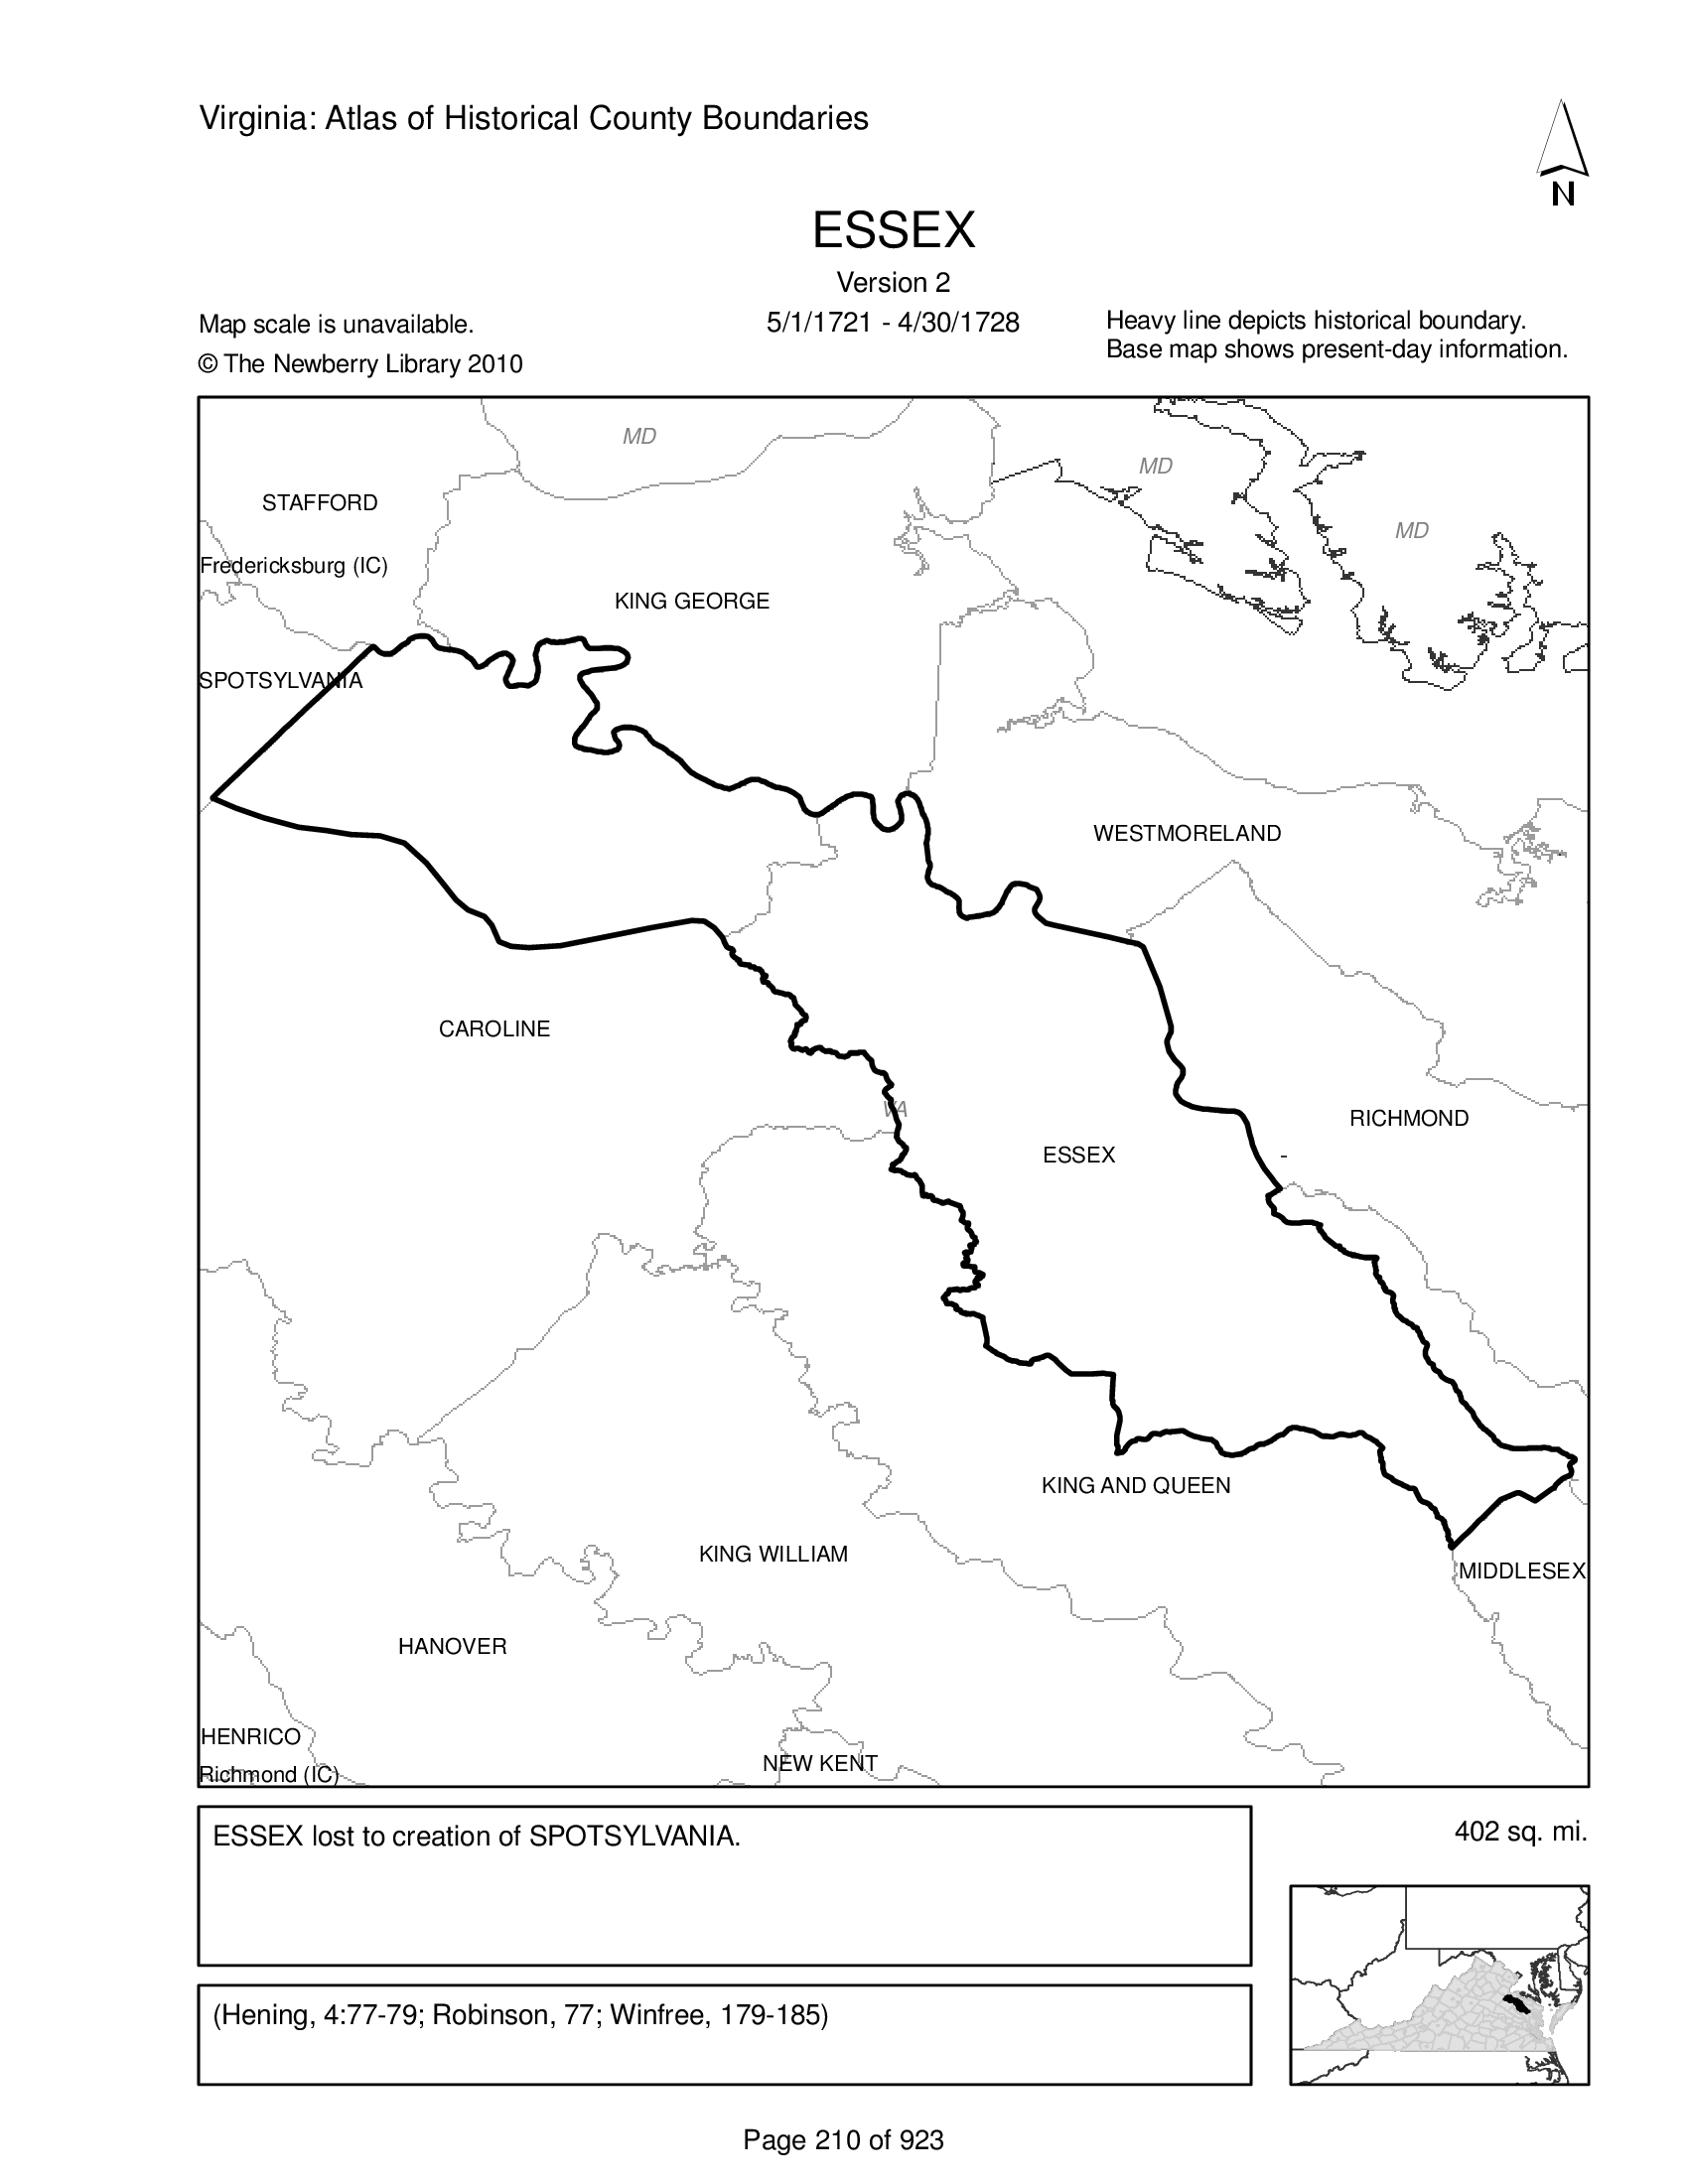 Virginia: Atlas of Historical County Boundaries
N
ESSEX
Version 2
5/1/1721 - 4/30/1728
Map scale is unavailable.
© The Newberry Library 2010
Heavy line depicts historical boundary.
Base map shows present-day information.
MD
MD
MD
STAFFORD
Fredericksburg (IC)
KING GEORGE
SPOTSYLVANIA
WESTMORELAND
CAROLINE
VA
RICHMOND
ESSEX
KING AND QUEEN
KING WILLIAM
MIDDLESEX
HANOVER
HENRICO
NEW KENT
Richmond (IC)
ESSEX lost to creation of SPOTSYLVANIA.
402 sq. mi.
(Hening, 4:77-79; Robinson, 77; Winfree, 179-185)
Page 210 of 923